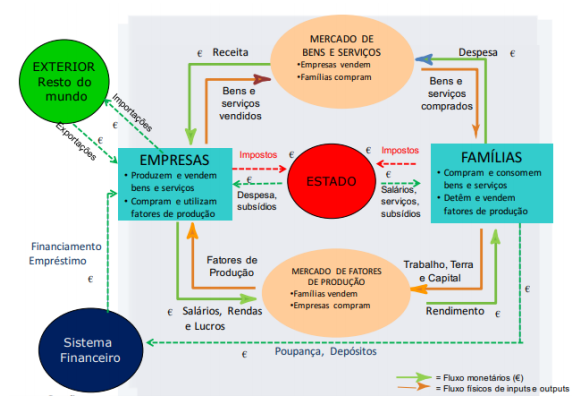 MERCADO DE
BENS E SERVIÇOS
•Empresas vendem
•Famílias compram
€ Receita
Despesa €
EXTERIOR
Resto do
mundo
Bens e
serviços
vendidos
Bens e
serviços
comprados
Importações
€
Exportações
€
EMPRESAS
• Produzem e vendem
bens e serviços
• Compram e utilizam
fatores de produção
Impostos
€
€
Despesa,
subsídios
ESTADO
€
Impostos
€
Salários,
serviços,
subsídios
FAMÍLIAS
• Compram e consomem
bens e serviços
• Detêm e vendem
fatores de produção
Financiamento
Empréstimo
€
Fatores de
Produção
MERCADO DE FATORES
DE PRODUÇÃO
•Famílias vendem
•Empresas compram
Trabalho, Terra
e Capital
€
€ Salários, Rendas
e Lucros
Rendimento €
Sistema
Financeiro
€ Poupança, Depósitos
= Fluxo monetários (€)
= Fluxo físicos de inputs e outputs